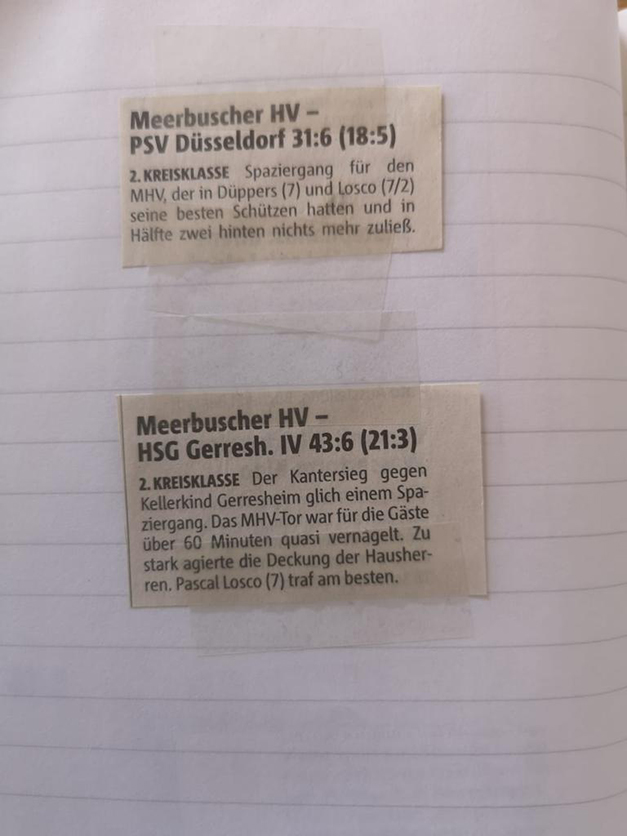 Meerbuscher HV –
PSV Düsseldorf 31:6 (18:5)
2. KREISKLASSE Spaziergang für den
MHV, der in Düppers (7) und Losco (7/2)
seine besten Schützen hatten und in
Hälfte zwei hinten nichts mehr zuließ.
Meerbuscher HV –
HSG Gerresh. IV 43:6 (21:3)
2. KREISKLASSE Der Kantersieg gegen
Kellerkind Gerresheim glich einem Spa-
ziergang. Das MHV-Tor war für die Gäste
über 60 Minuten quasi vernagelt. Zu
stark agierte die Deckung der Hausher-
ren. Pascal Losco (7) traf am besten.